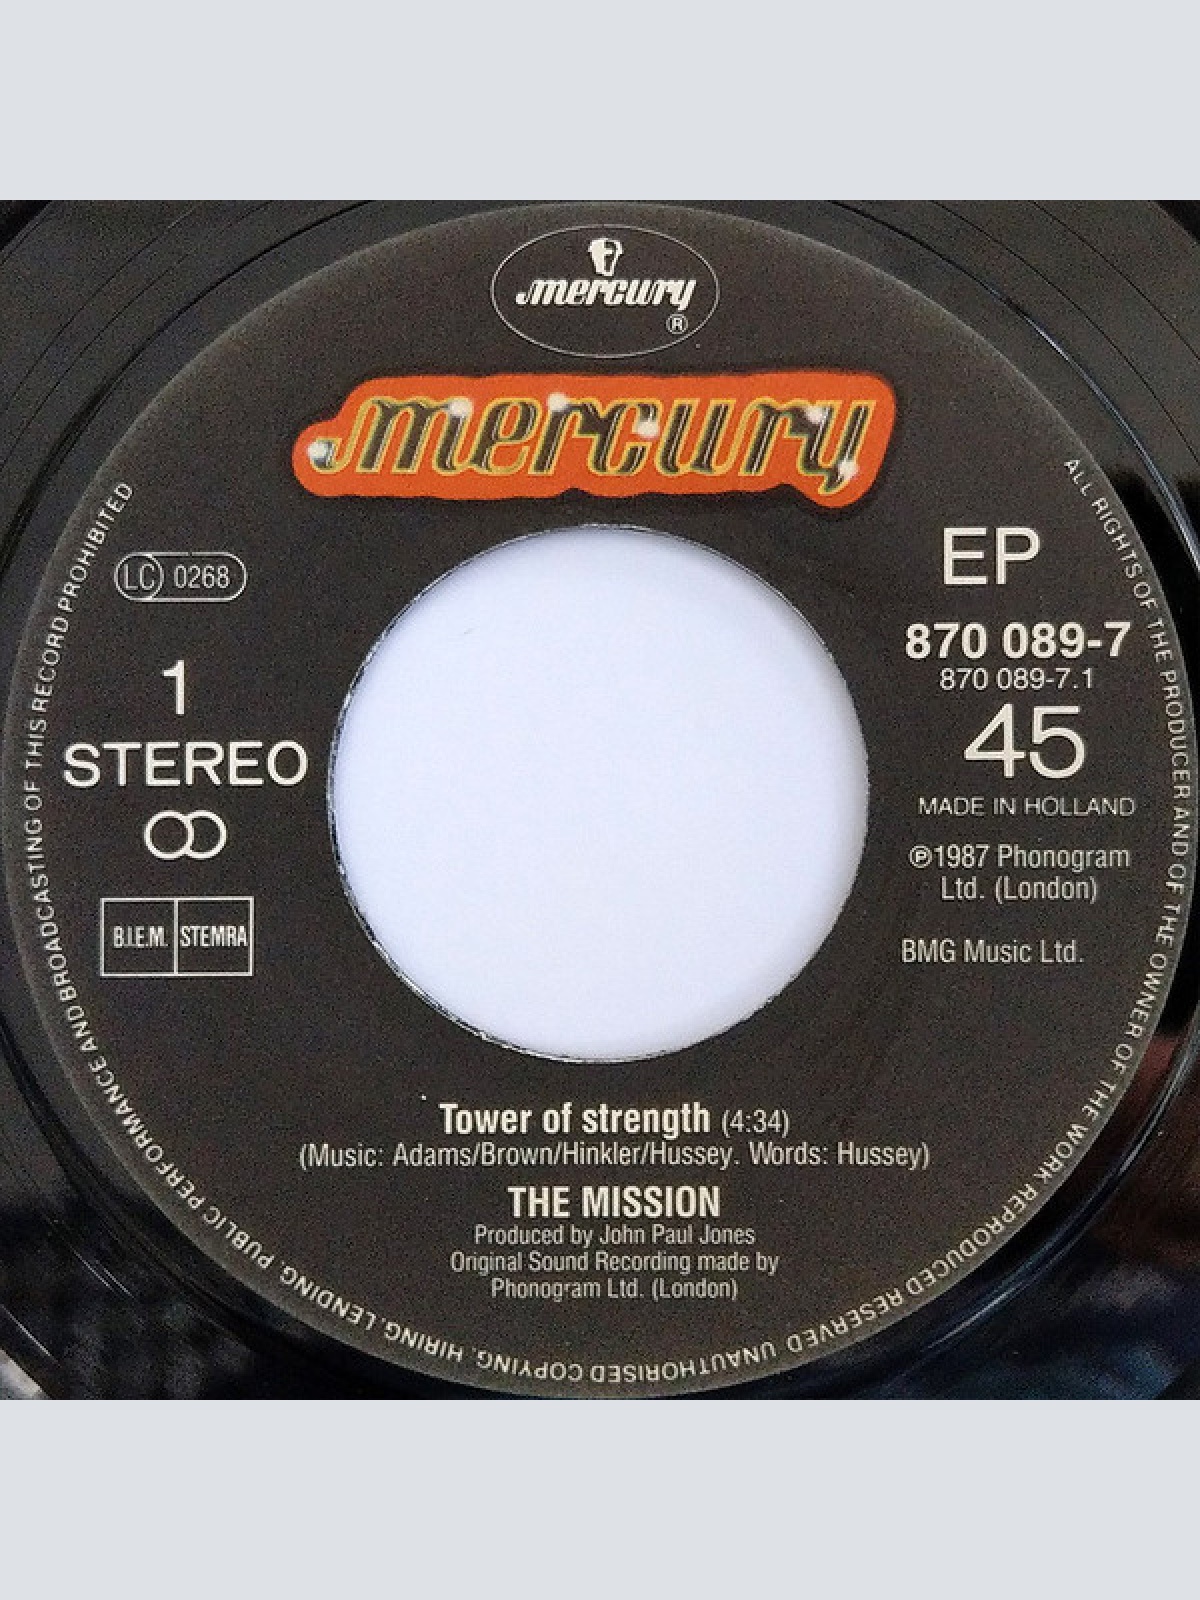 mercury
®
mercury
LC 0268
1
STEREO
B.I.E.M. STEMRA
EP
870 089-7
870 089-7.1
45
MADE IN HOLLAND
℗1987 Phonogram
Ltd. (London)
BMG Music Ltd.
Tower of strength (4:34)
(Music: Adams/Brown/Hinkler/Hussey. Words: Hussey)
THE MISSION
Produced by John Paul Jones
Original Sound Recording made by
Phonogram Ltd. (London)
ALL RIGHTS OF THE PRODUCER AND OF THE OWNER OF THE WORK REPRODUCED RESERVED UNAUTHORISED COPYING, HIRING, LENDING, PUBLIC PERFORMANCE AND BROADCASTING OF THIS RECORD PROHIBITED